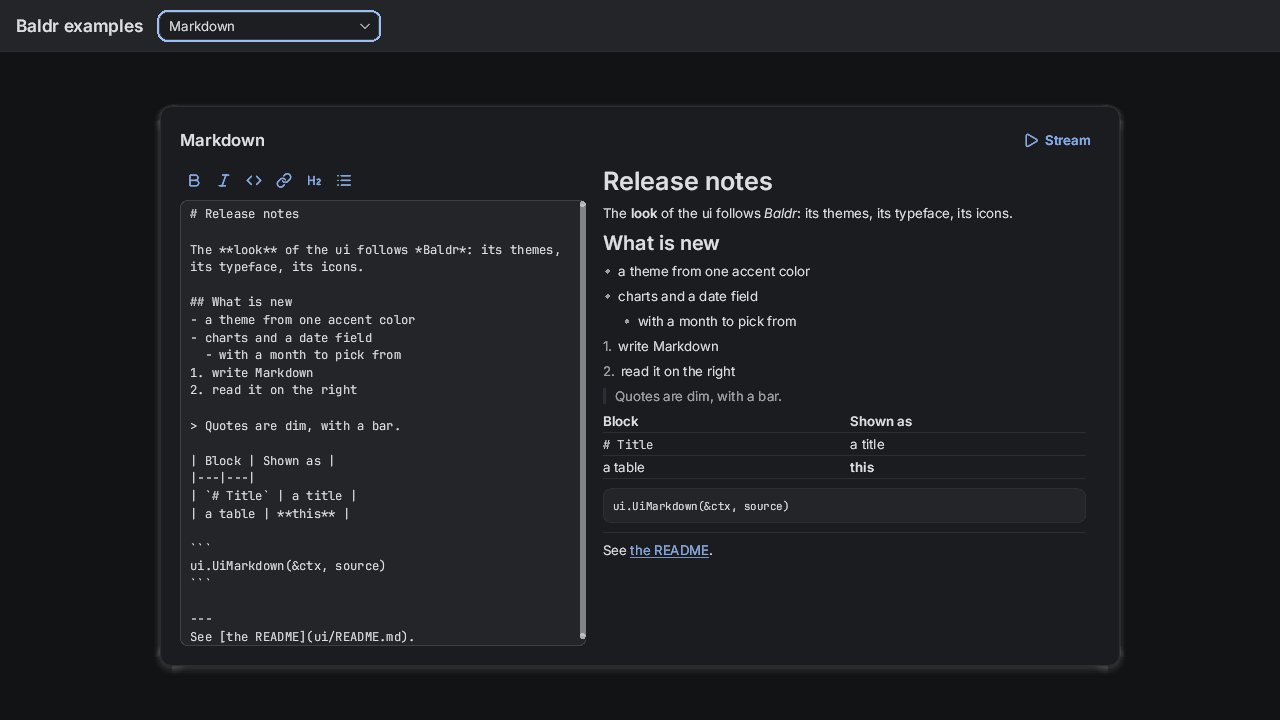 Baldr examples
Markdown
Markdown
Stream
H2
# Release notes
The **look** of the ui follows *Baldr*: its themes,
its typeface, its icons.
## What is new
- a theme from one accent color
- charts and a date field
  - with a month to pick from
1. write Markdown
2. read it on the right
> Quotes are dim, with a bar.
| Block | Shown as |
|---|---|
| `# Title` | a title |
| a table | **this** |
```
ui.UiMarkdown(&ctx, source)
```
---
See [the README](ui/README.md).
Release notes
The look of the ui follows Baldr: its themes, its typeface, its icons.
What is new
• a theme from one accent color
• charts and a date field
• with a month to pick from
1. write Markdown
2. read it on the right
Quotes are dim, with a bar.
Block Shown as
# Title a title
a table this
ui.UiMarkdown(&ctx, source)
See the README.